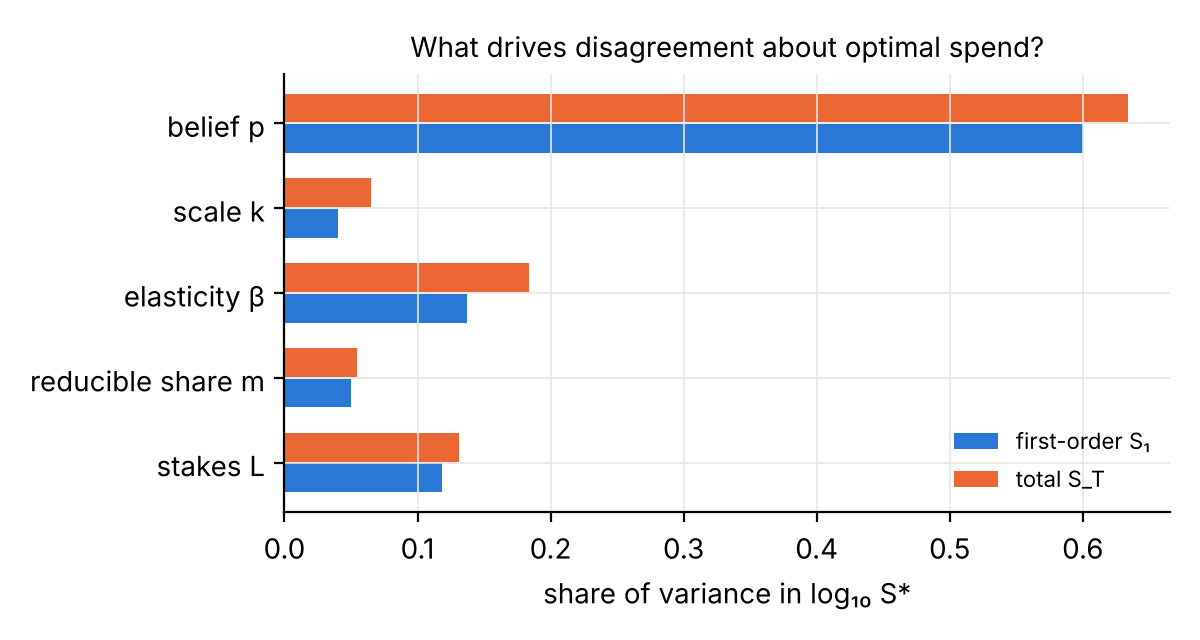 What drives disagreement about optimal spend?
belief p
scale k
elasticity β
reducible share m
stakes L
first-order S₁
total S_T
0.0 0.1 0.2 0.3 0.4 0.5 0.6
share of variance in log₁₀ S*